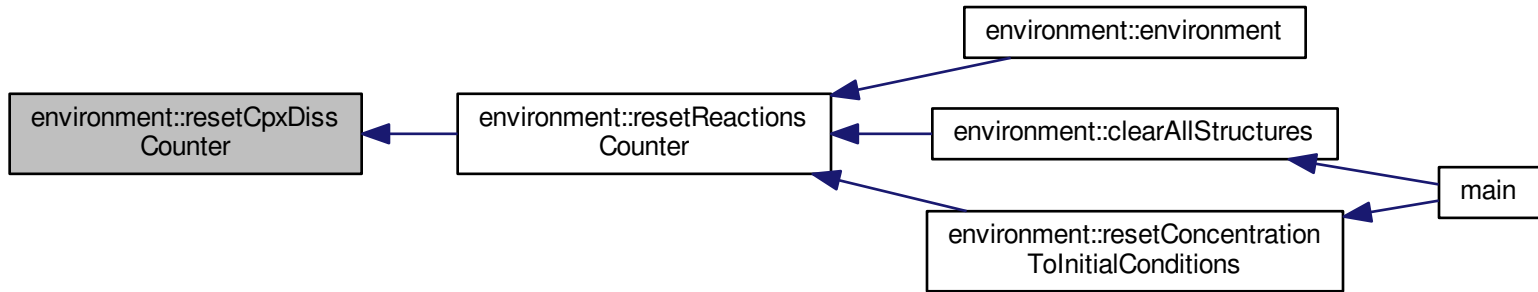 environment::resetCpxDiss
Counter
environment::resetReactions
Counter
environment::environment
environment::clearAllStructures
environment::resetConcentration
ToInitialConditions
main